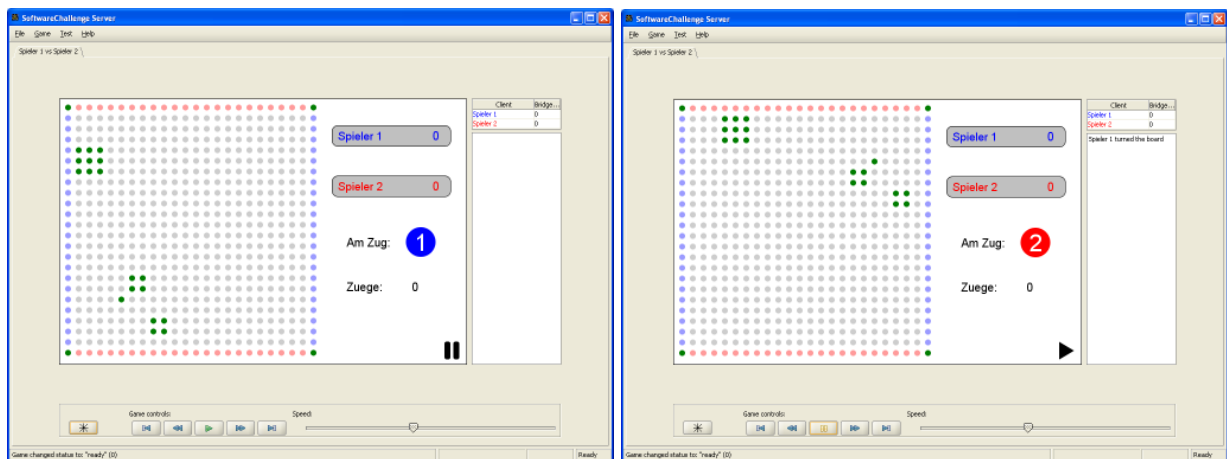 SoftwareChallenge Server
File Game Test Help
Spieler 1 vs Spieler 2
Spieler 1 0
Spieler 2 0
Am Zug: 1
Zuege: 0
Client Bridge...
Spieler 1 0
Spieler 2 0
Game controls: Speed:
Game changed status to: "ready" (0) Ready
SoftwareChallenge Server
File Game Test Help
Spieler 1 vs Spieler 2
Spieler 1 0
Spieler 2 0
Am Zug: 2
Zuege: 0
Client Bridge...
Spieler 1 0
Spieler 2 0
Spieler 1 turned the board
Game controls: Speed:
Game changed status to: "ready" (0) Ready